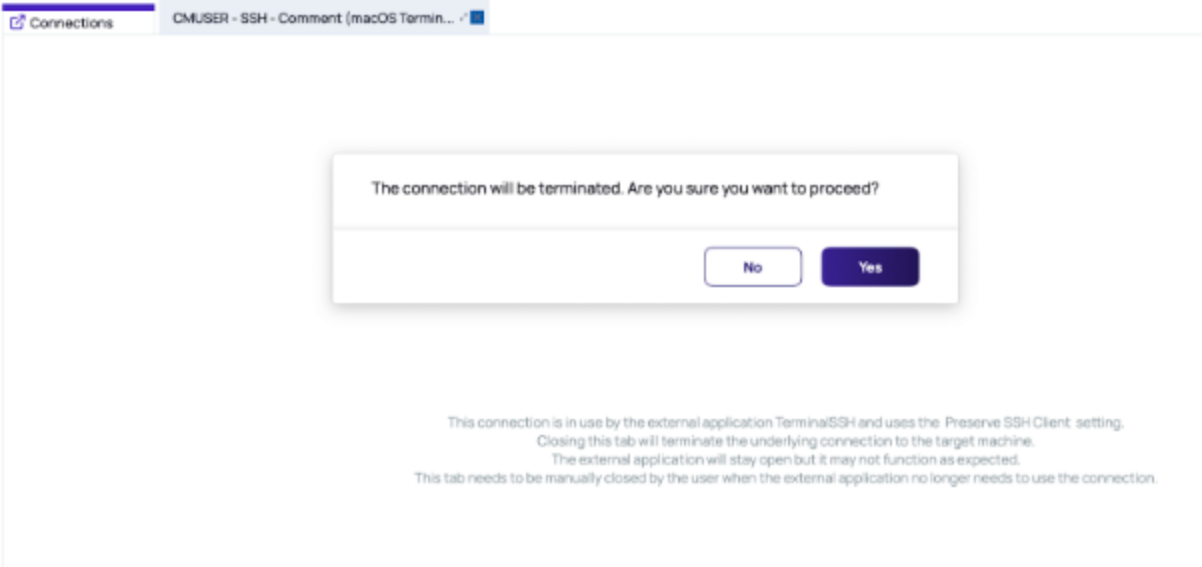 Connections
CMUSER - SSH - Comment (macOS Termin...
The connection will be terminated. Are you sure you want to proceed?
No
Yes
This connection is in use by the external application TerminalSSH and uses the Preserve SSH Client setting.
Closing this tab will terminate the underlying connection to the target machine.
The external application will stay open but it may not function as expected.
This tab needs to be manually closed by the user when the external application no longer needs to use the connection.